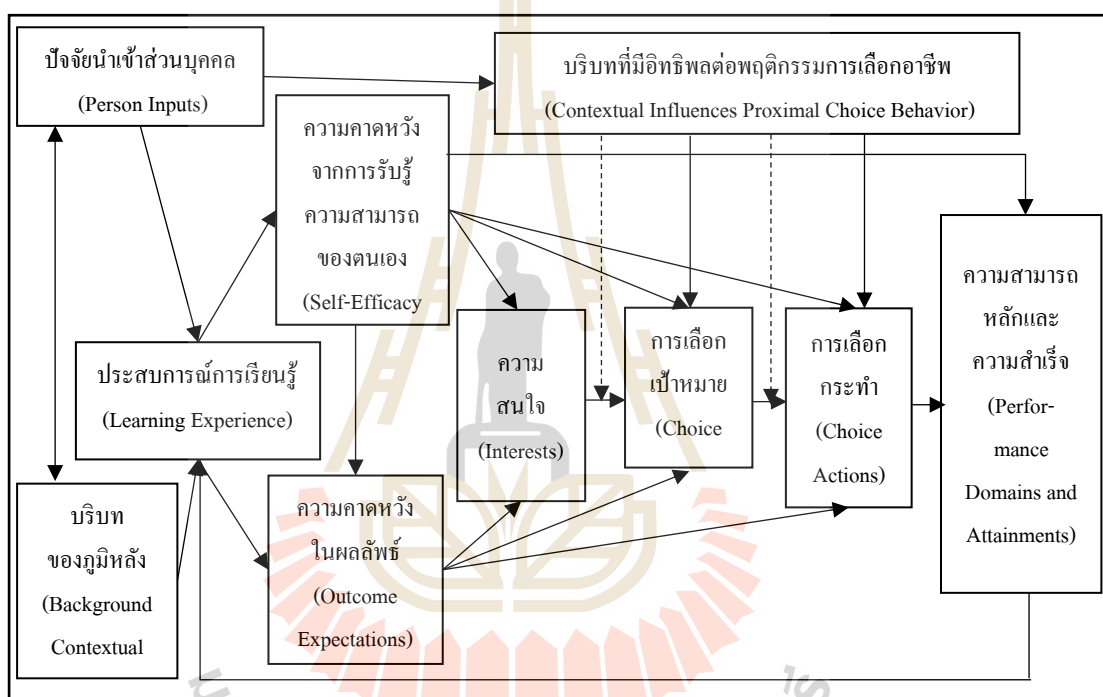 ปัจจัยนำเข้าส่วนบุคคล
(Person Inputs)
บริบทที่มีอิทธิพลต่อพฤติกรรมการเลือกอาชีพ
(Contextual Influences Proximal Choice Behavior)
ความคาดหวัง
จากการรับรู้
ความสามารถ
ของตนเอง
(Self-Efficacy
ประสบการณ์การเรียนรู้
(Learning Experience)
บริบท
ของภูมิหลัง
(Background
Contextual
ความคาดหวัง
ในผลลัพธ์
(Outcome
Expectations)
ความ
สนใจ
(Interests)
การเลือก
เป้าหมาย
(Choice
การเลือก
กระทำ
(Choice
Actions)
ความสามารถ
หลักและ
ความสำเร็จ
(Perfor-
mance
Domains and
Attainments)